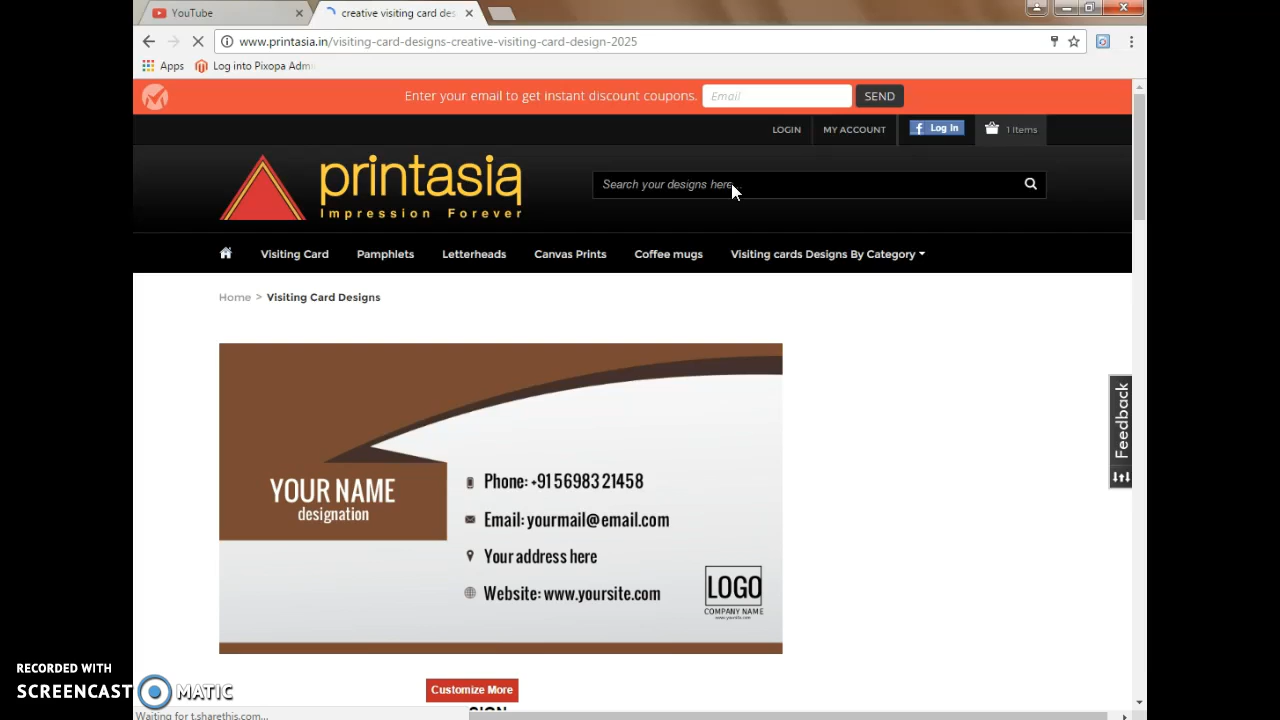 YouTube
creative visiting card des
www.printasia.in/visiting-card-designs-creative-visiting-card-design-2025
Apps
Log into Pixopa Adm
Enter your email to get instant discount coupons.
Email
SEND
LOGIN
MY ACCOUNT
f Log In
1 Items
printasia
Impression Forever
Search your designs here
Visiting Card
Pamphlets
Letterheads
Canvas Prints
Coffee mugs
Visiting cards Designs By Category
Home > Visiting Card Designs
YOUR NAME
designation
Phone: +91 56983 21458
Email: yourmail@email.com
Your address here
Website: www.yoursite.com
LOGO
COMPANY NAME
www.yoursite.com
Feedback
Customize More
RECORDED WITH
SCREENCAST MATIC
Waiting for t.sharethis.com...